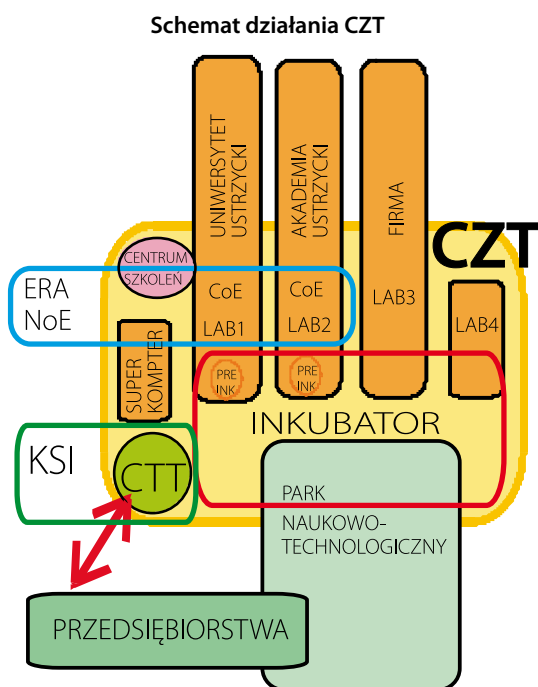 Schemat działania CZT
UNIWERSYTET
USTRZYCKI
AKADEMIA
USTRZYCKI
FIRMA
CZT
CENTRUM
SZKOLEŃ
ERA
NoE
CoE
LAB1
CoE
LAB2
LAB3
LAB4
SUPER
KOMPTER
PRE
INK
PRE
INK
INKUBATOR
KSI
CTT
PARK
NAUKOWO-
TECHNOLOGICZNY
PRZEDSIĘBIORSTWA